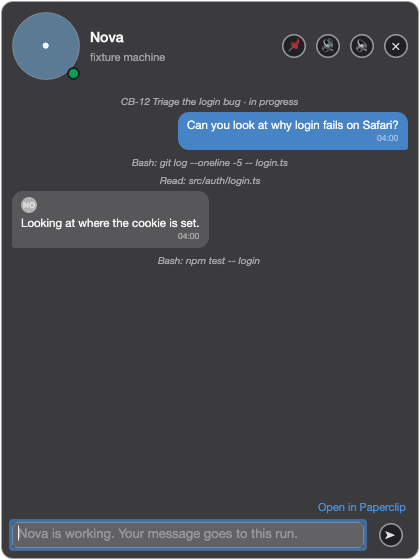 Nova
fixture machine
CB-12 Triage the login bug · in progress
Can you look at why login fails on Safari?
04:00
Bash: git log --oneline -5 -- login.ts
Read: src/auth/login.ts
NO
Looking at where the cookie is set.
04:00
Bash: npm test -- login
Open in Paperclip
Nova is working. Your message goes to this run.